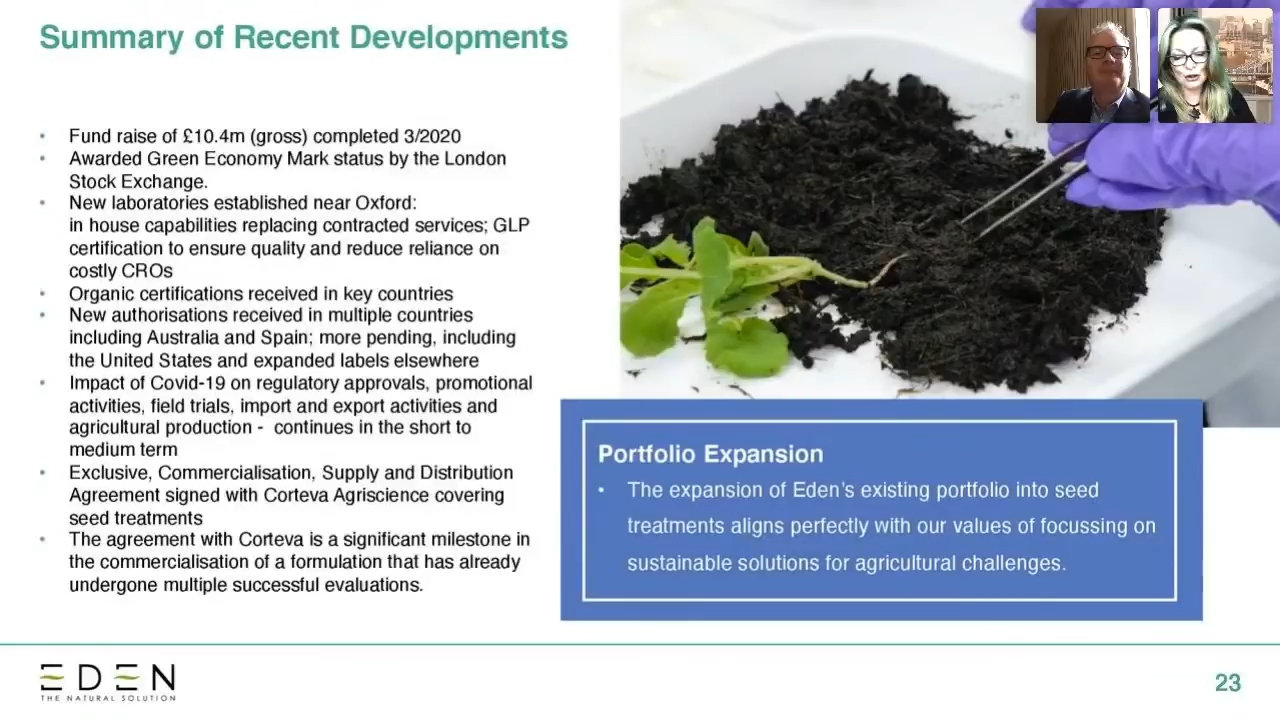 Summary of Recent Developments
• Fund raise of £10.4m (gross) completed 3/2020
• Awarded Green Economy Mark status by the London
Stock Exchange.
• New laboratories established near Oxford:
in house capabilities replacing contracted services; GLP
certification to ensure quality and reduce reliance on
costly CROs
• Organic certifications received in key countries
• New authorisations received in multiple countries
including Australia and Spain; more pending, including
the United States and expanded labels elsewhere
• Impact of Covid-19 on regulatory approvals, promotional
activities, field trials, import and export activities and
agricultural production - continues in the short to
medium term
• Exclusive, Commercialisation, Supply and Distribution
Agreement signed with Corteva Agriscience covering
seed treatments
• The agreement with Corteva is a significant milestone in
the commercialisation of a formulation that has already
undergone multiple successful evaluations.
Portfolio Expansion
• The expansion of Eden's existing portfolio into seed
treatments aligns perfectly with our values of focussing on
sustainable solutions for agricultural challenges.
EDEN
THE NATURAL SOLUTION
23